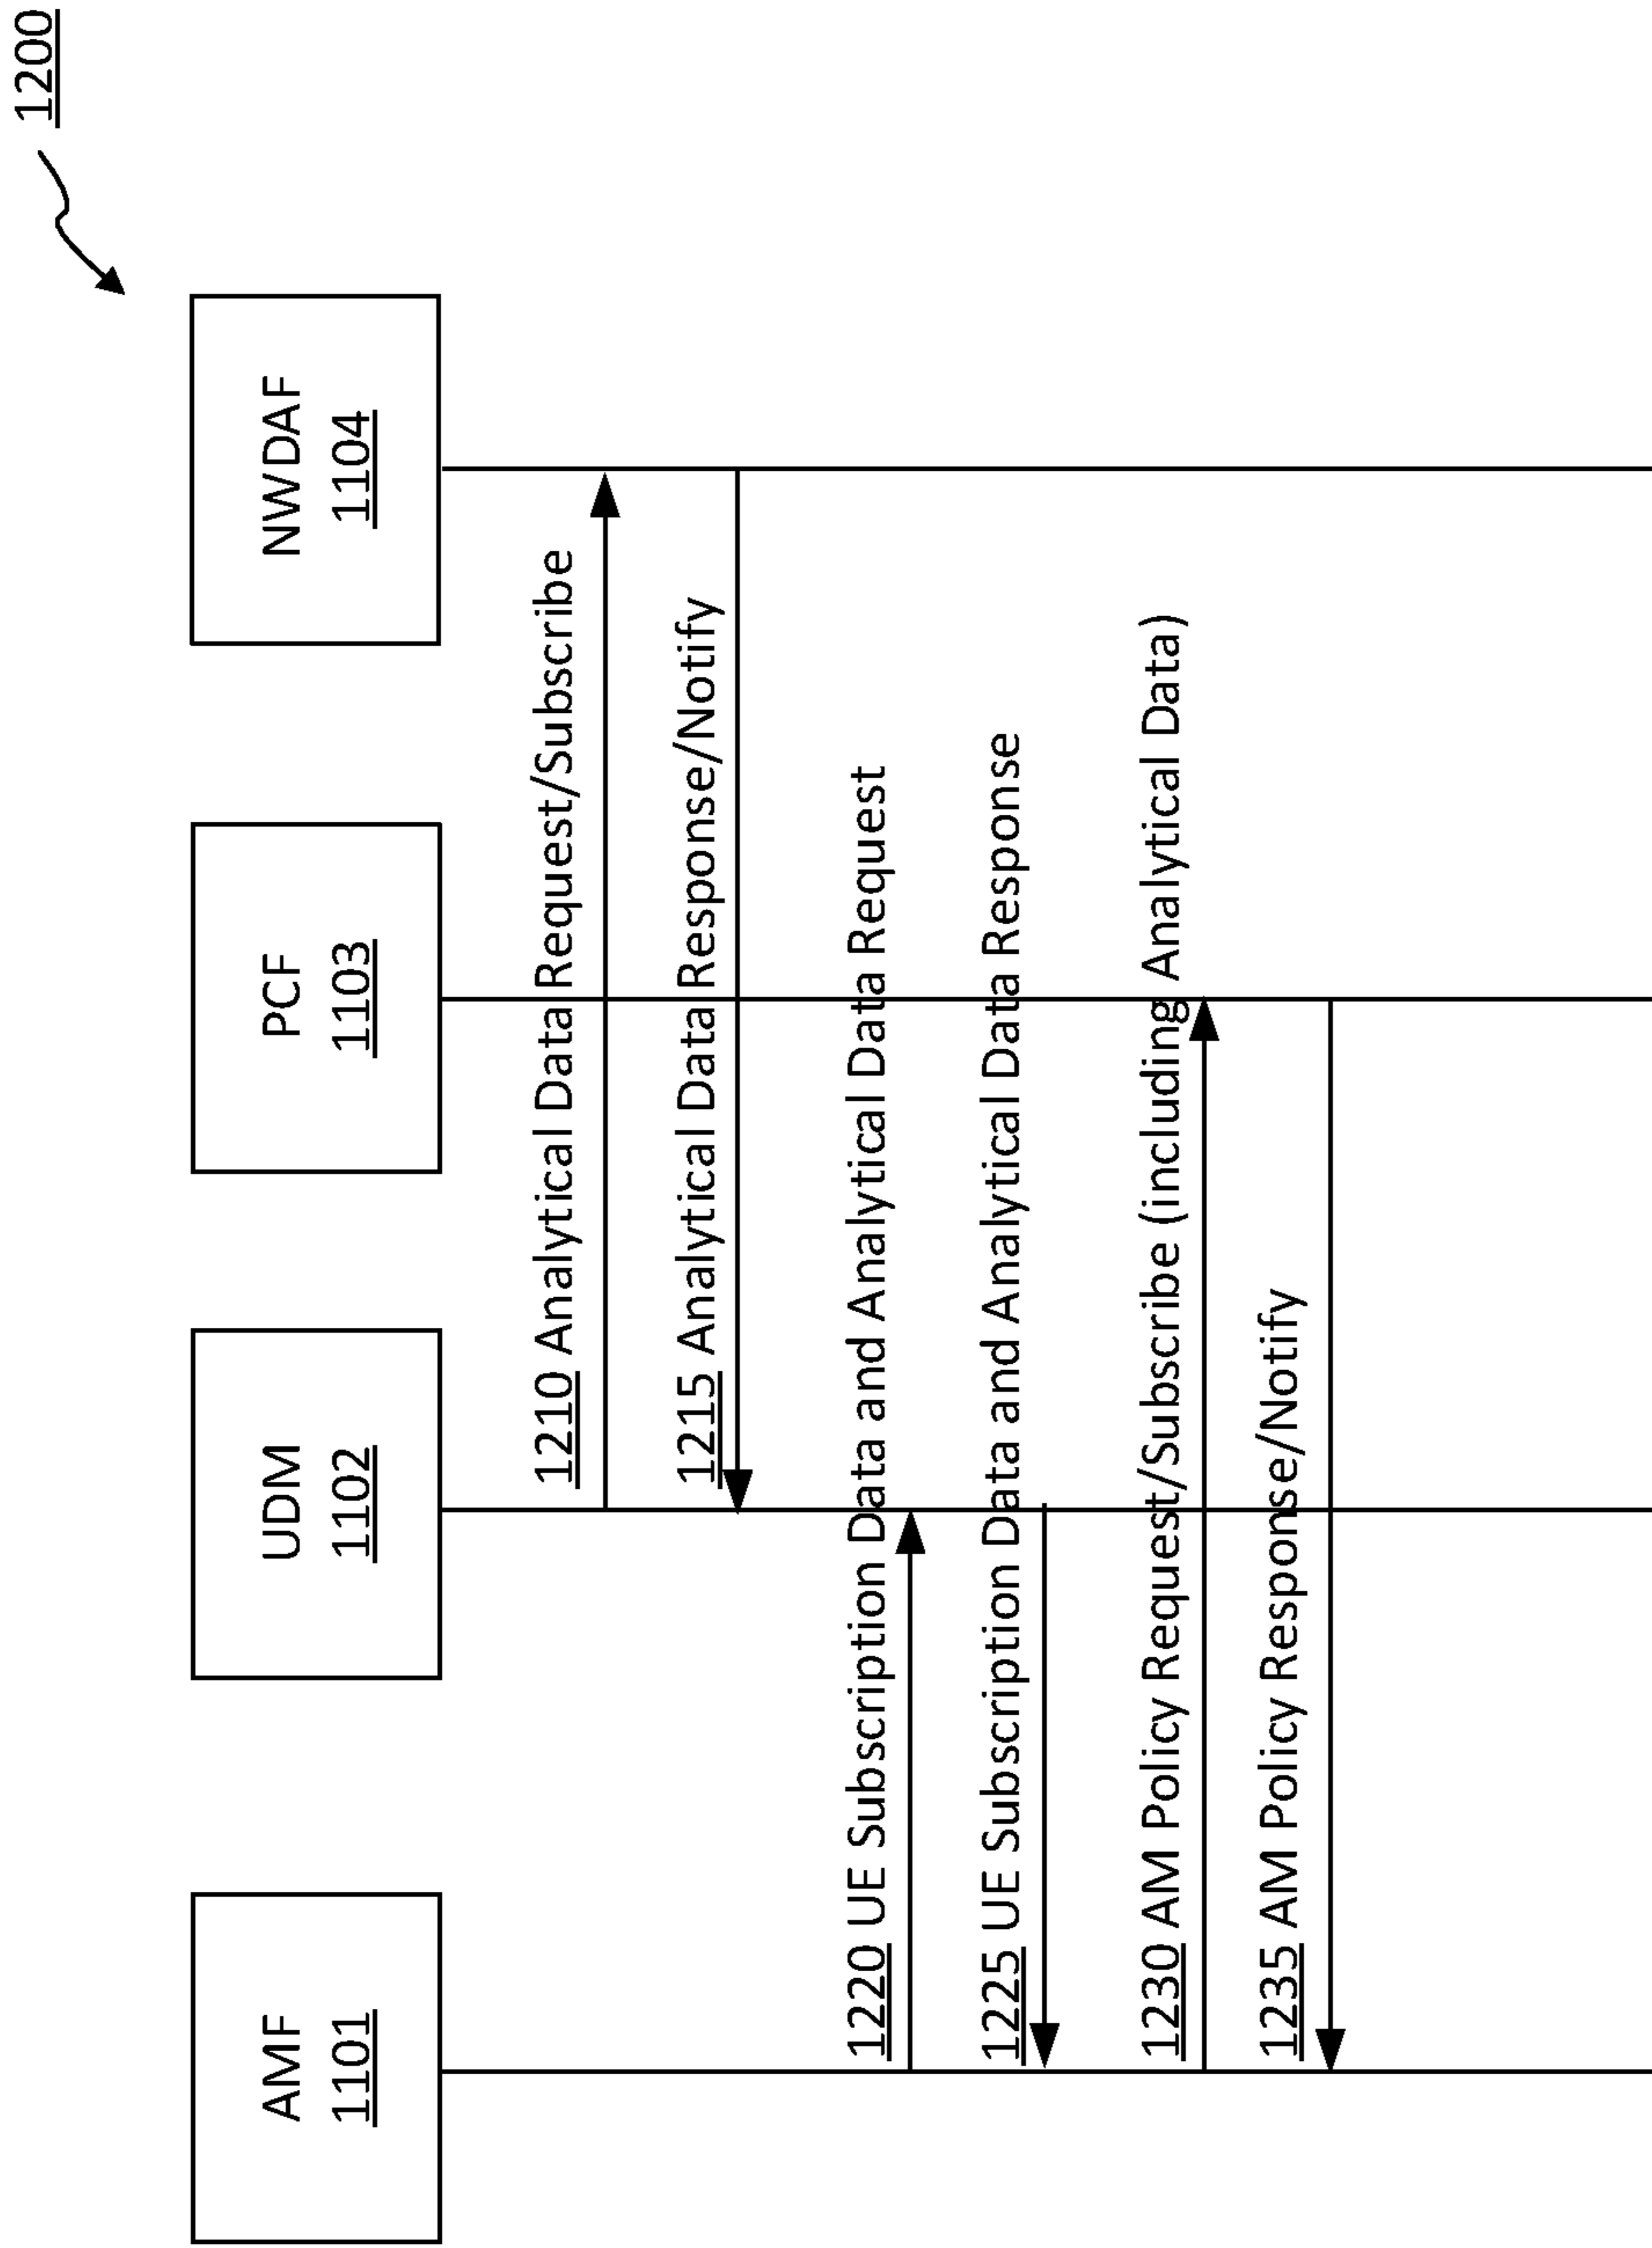 1200
AMF
1101
UDM
1102
PCF
1103
NWDAF
1104
1210 Analytical Data Request/Subscribe
1215 Analytical Data Response/Notify
1220 UE Subscription Data and Analytical Data Request
1225 UE Subscription Data and Analytical Data Response
1230 AM Policy Request/Subscribe (including Analytical Data)
1235 AM Policy Response/Notify